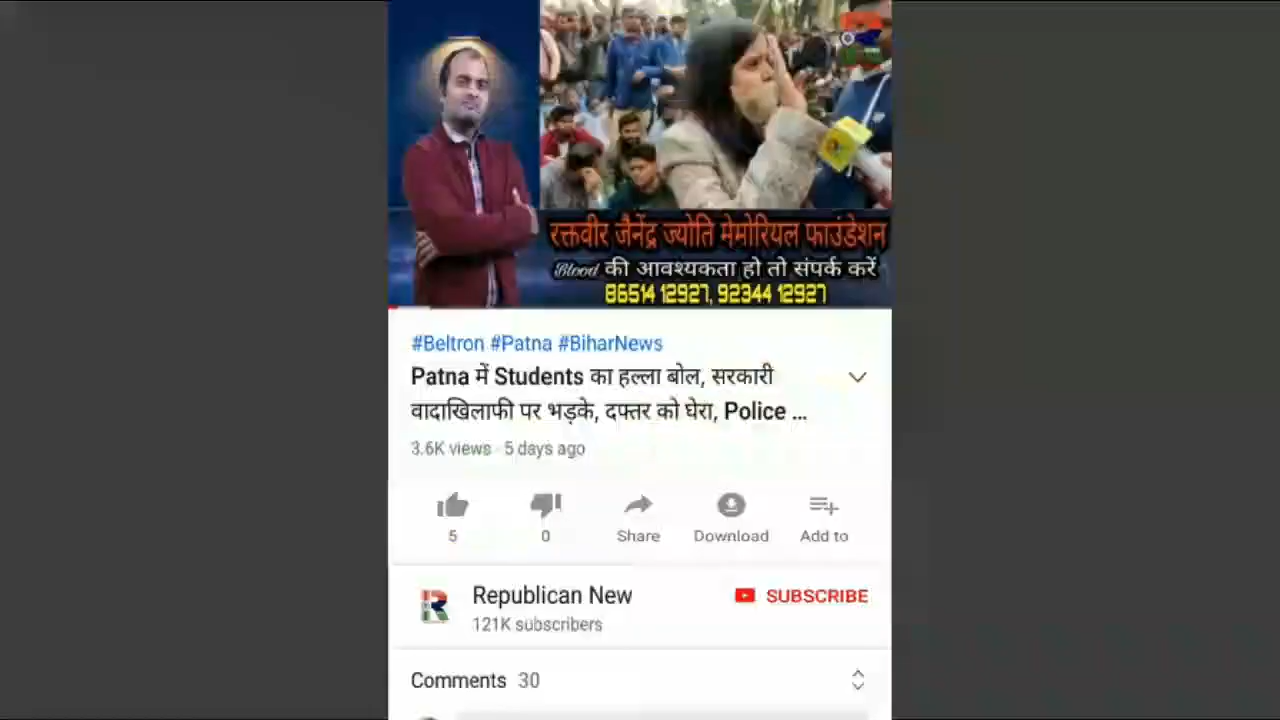 रक्तवीर जैनेंद्र ज्योति मेमोरियल फाउंडेशन
Blood की आवश्यकता हो तो संपर्क करें
86514 12927, 92344 12927
#Beltron #Patna #BiharNews
Patna में Students का हल्ला बोल, सरकारी
वादाखिलाफी पर भड़के, दफ्तर को घेरा, Police ...
3.6K views · 5 days ago
5 0 Share Download Add to
Republican New SUBSCRIBE
121K subscribers
Comments 30